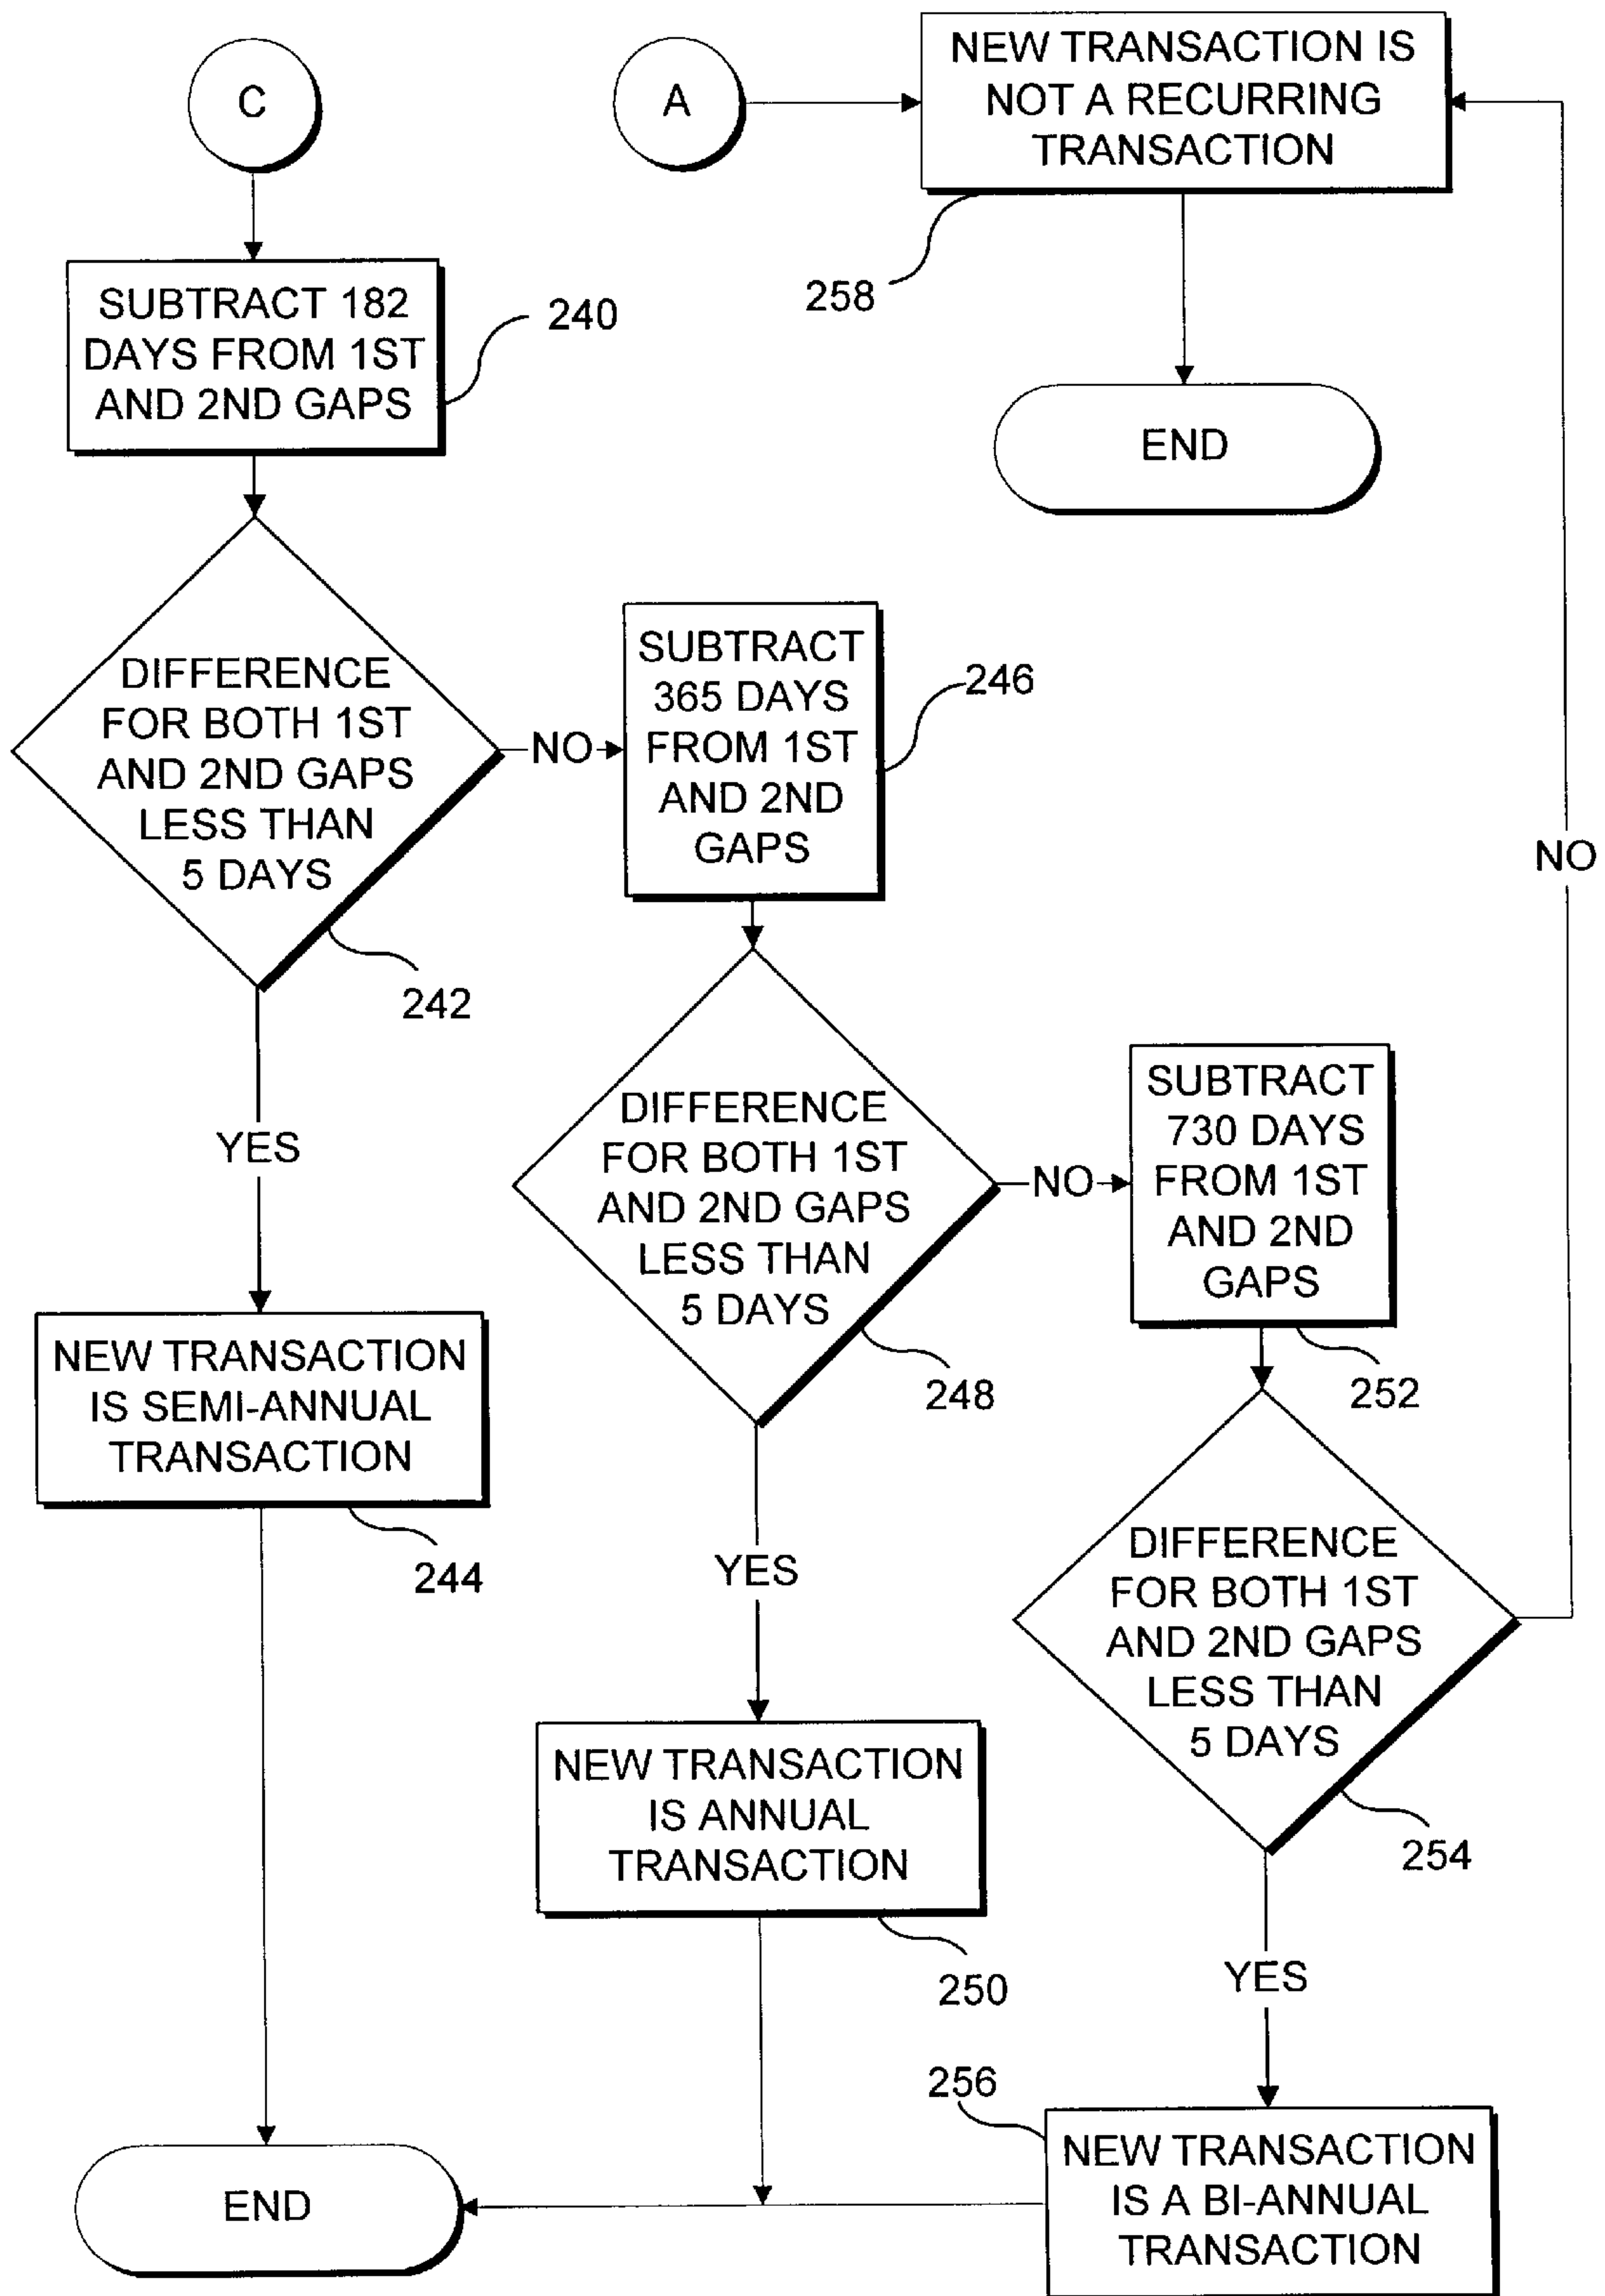 C
A
NEW TRANSACTION IS
NOT A RECURRING
TRANSACTION
258
END
SUBTRACT 182
DAYS FROM 1ST
AND 2ND GAPS
240
DIFFERENCE
FOR BOTH 1ST
AND 2ND GAPS
LESS THAN
5 DAYS
242
NO
SUBTRACT
365 DAYS
FROM 1ST
AND 2ND
GAPS
246
NO
YES
DIFFERENCE
FOR BOTH 1ST
AND 2ND GAPS
LESS THAN
5 DAYS
248
NO
SUBTRACT
730 DAYS
FROM 1ST
AND 2ND
GAPS
252
NEW TRANSACTION
IS SEMI-ANNUAL
TRANSACTION
244
YES
DIFFERENCE
FOR BOTH 1ST
AND 2ND GAPS
LESS THAN
5 DAYS
254
NEW TRANSACTION
IS ANNUAL
TRANSACTION
250
YES
256
NEW TRANSACTION
IS A BI-ANNUAL
TRANSACTION
END